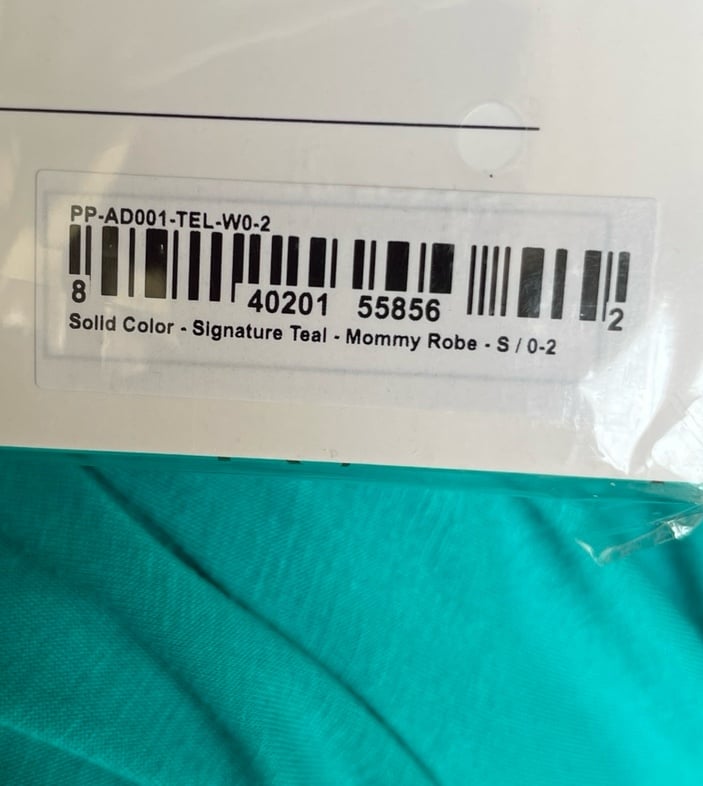 PP-AD001-TEL-W0-2
8 40201 55856 2
Solid Color - Signature Teal - Mommy Robe - S / 0-2